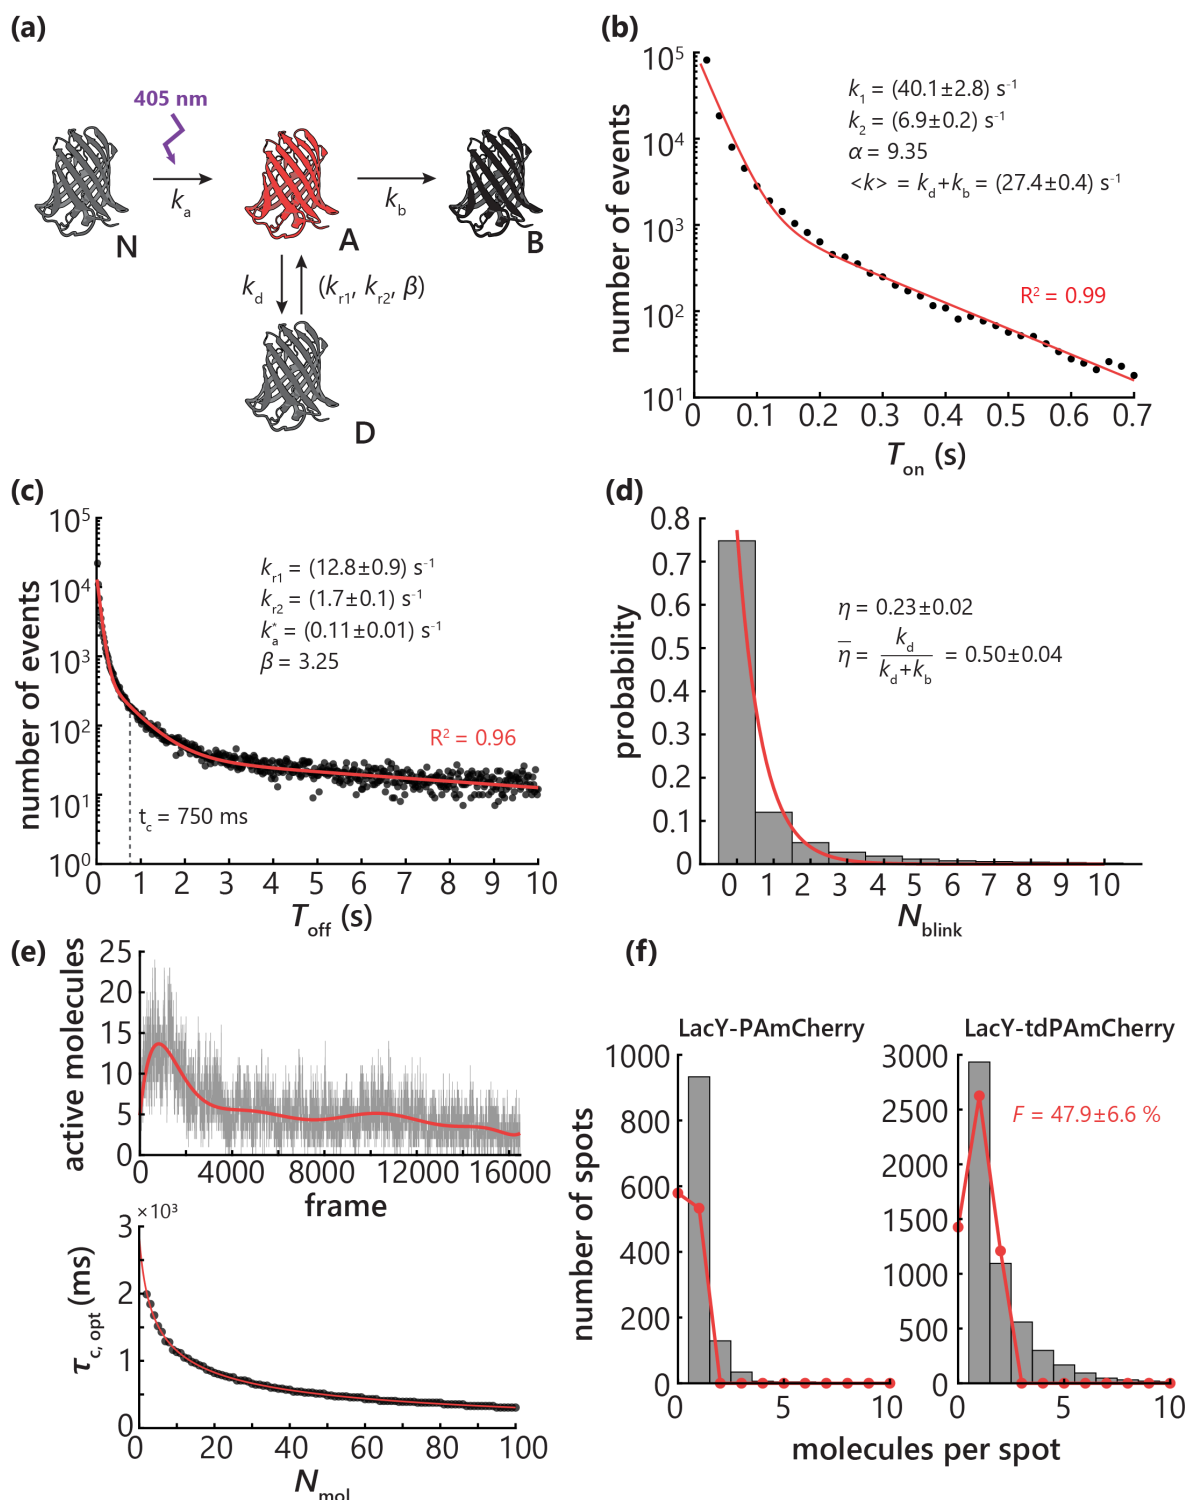 (a)
405 nm
k_a
k_b
N
A
B
k_d
(k_r1, k_r2, β)
D
(b)
number of events
10^5
10^4
10^3
10^2
10^1
k_1 = (40.1±2.8) s^-1
k_2 = (6.9±0.2) s^-1
α = 9.35
<k> = k_d+k_b = (27.4±0.4) s^-1
R² = 0.99
0 0.1 0.2 0.3 0.4 0.5 0.6 0.7
T_on (s)
(c)
number of events
10^5
10^4
10^3
10^2
10^1
10^0
k_r1 = (12.8±0.9) s^-1
k_r2 = (1.7±0.1) s^-1
k_a^* = (0.11±0.01) s^-1
β = 3.25
R² = 0.96
t_c = 750 ms
0 1 2 3 4 5 6 7 8 9 10
T_off (s)
(d)
probability
0.8
0.7
0.6
0.5
0.4
0.3
0.2
0.1
0
η = 0.23±0.02
η̅ = k_d / (k_d+k_b) = 0.50±0.04
0 1 2 3 4 5 6 7 8 9 10
N_blink
(e)
active molecules
25
20
15
10
5
0
0 4000 8000 12000 16000
frame
×10³
τ_c, opt (ms)
3
2
1
0
0 20 40 60 80 100
N_mol
(f)
LacY-PAmCherry
number of spots
1000
800
600
400
200
0
0 5 10
LacY-tdPAmCherry
3000
2500
2000
1500
1000
500
0
F = 47.9±6.6 %
0 5 10
molecules per spot